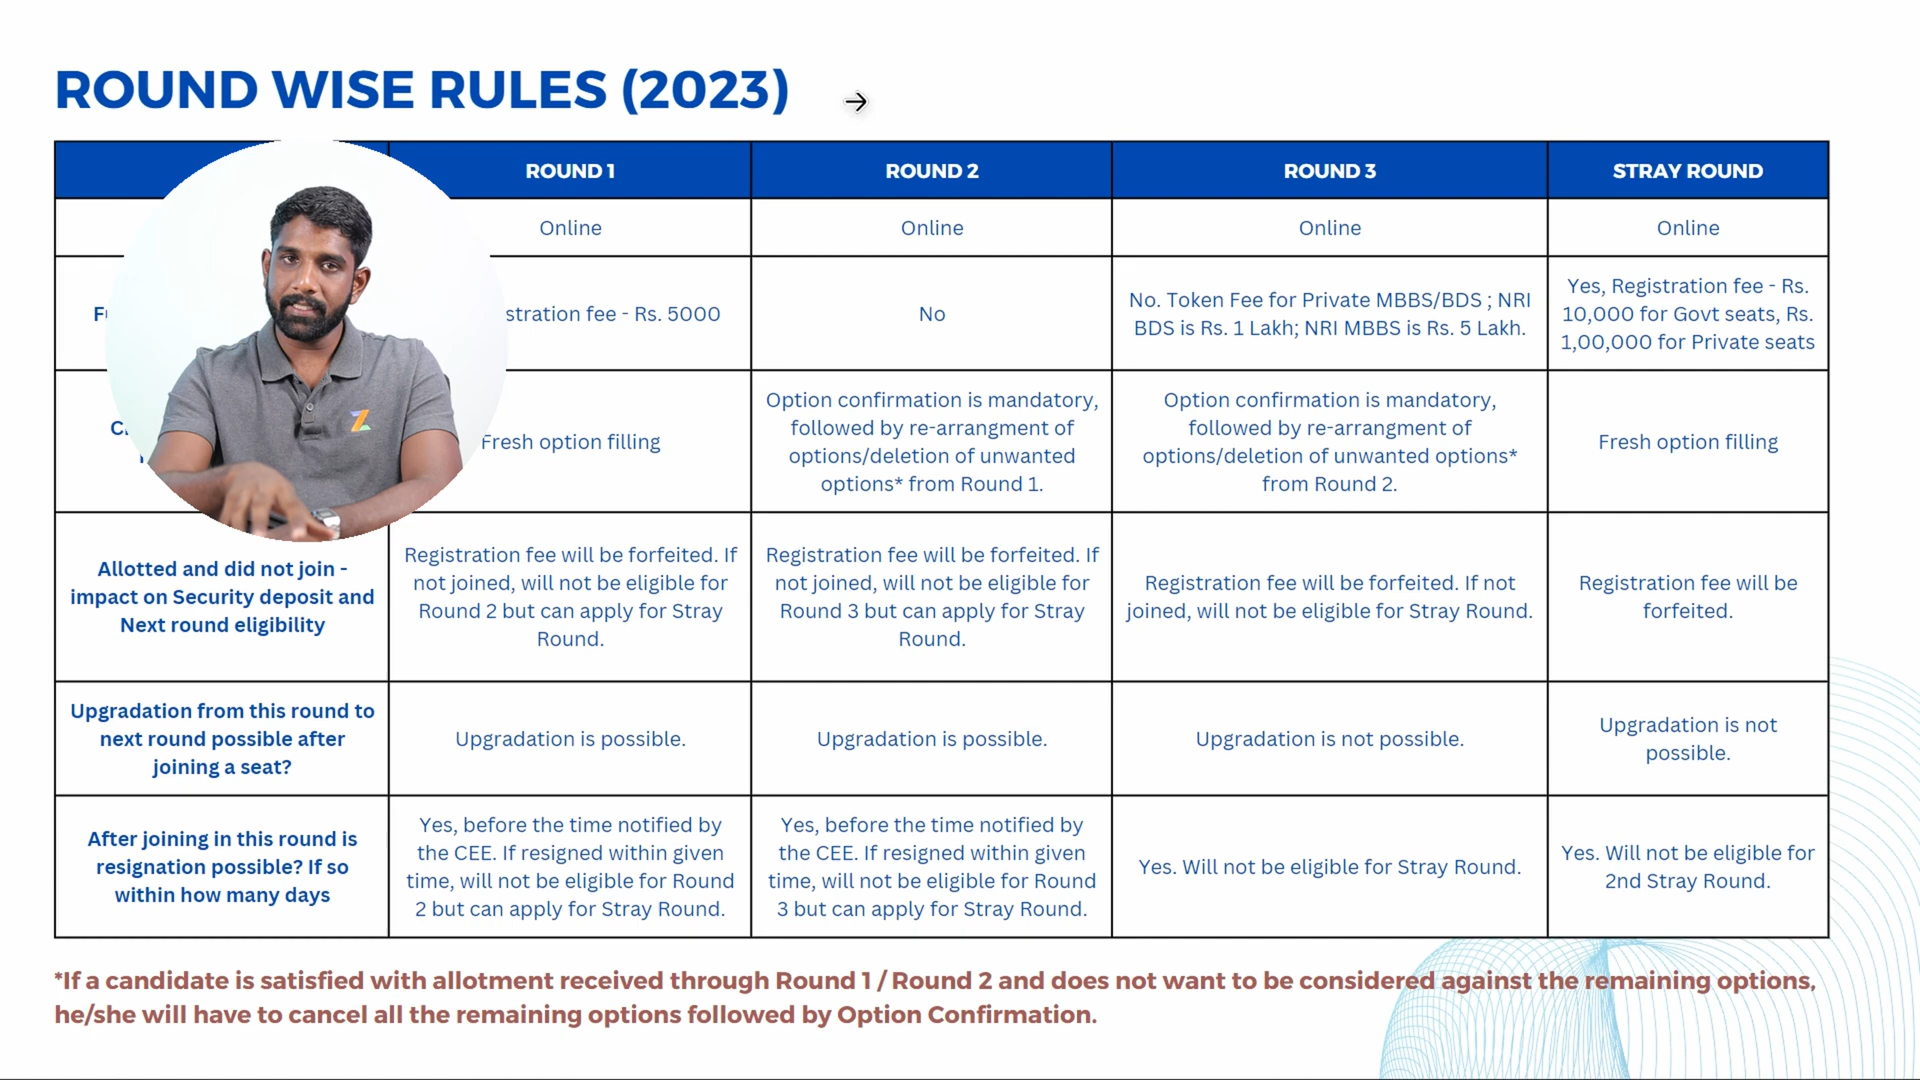 ROUND WISE RULES (2023)
ROUND 1
ROUND 2
ROUND 3
STRAY ROUND
Online
Online
Online
Online
fee - Rs. 5000
No
No. Token Fee for Private MBBS/BDS ; NRI
BDS is Rs. 1 Lakh; NRI MBBS is Rs. 5 Lakh.
Yes, Registration fee - Rs.
10,000 for Govt seats, Rs.
1,00,000 for Private seats
Fresh option filling
Option confirmation is mandatory,
followed by re-arrangment of
options/deletion of unwanted
options* from Round 1.
Option confirmation is mandatory,
followed by re-arrangment of
options/deletion of unwanted options*
from Round 2.
Fresh option filling
Allotted and did not join -
impact on Security deposit and
Next round eligibility
Registration fee will be forfeited. If
not joined, will not be eligible for
Round 2 but can apply for Stray
Round.
Registration fee will be forfeited. If
not joined, will not be eligible for
Round 3 but can apply for Stray
Round.
Registration fee will be forfeited. If not
joined, will not be eligible for Stray Round.
Registration fee will be
forfeited.
Upgradation from this round to
next round possible after
joining a seat?
Upgradation is possible.
Upgradation is possible.
Upgradation is not possible.
Upgradation is not
possible.
After joining in this round is
resignation possible? If so
within how many days
Yes, before the time notified by
the CEE. If resigned within given
time, will not be eligible for Round
2 but can apply for Stray Round.
Yes, before the time notified by
the CEE. If resigned within given
time, will not be eligible for Round
3 but can apply for Stray Round.
Yes. Will not be eligible for Stray Round.
Yes. Will not be eligible for
2nd Stray Round.
*If a candidate is satisfied with allotment received through Round 1 / Round 2 and does not want to be considered against the remaining options,
he/she will have to cancel all the remaining options followed by Option Confirmation.